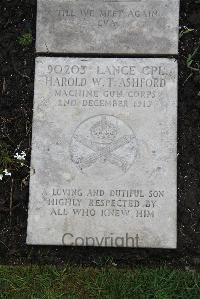 TILL WE MEET AGAIN
EVA
90203 LANCE CPL.
HAROLD W. T. ASHFORD
MACHINE GUN CORPS
2ND DECEMBER 1917
A LOVING AND DUTIFUL SON
HIGHLY RESPECTED BY
ALL WHO KNEW HIM
Copyright